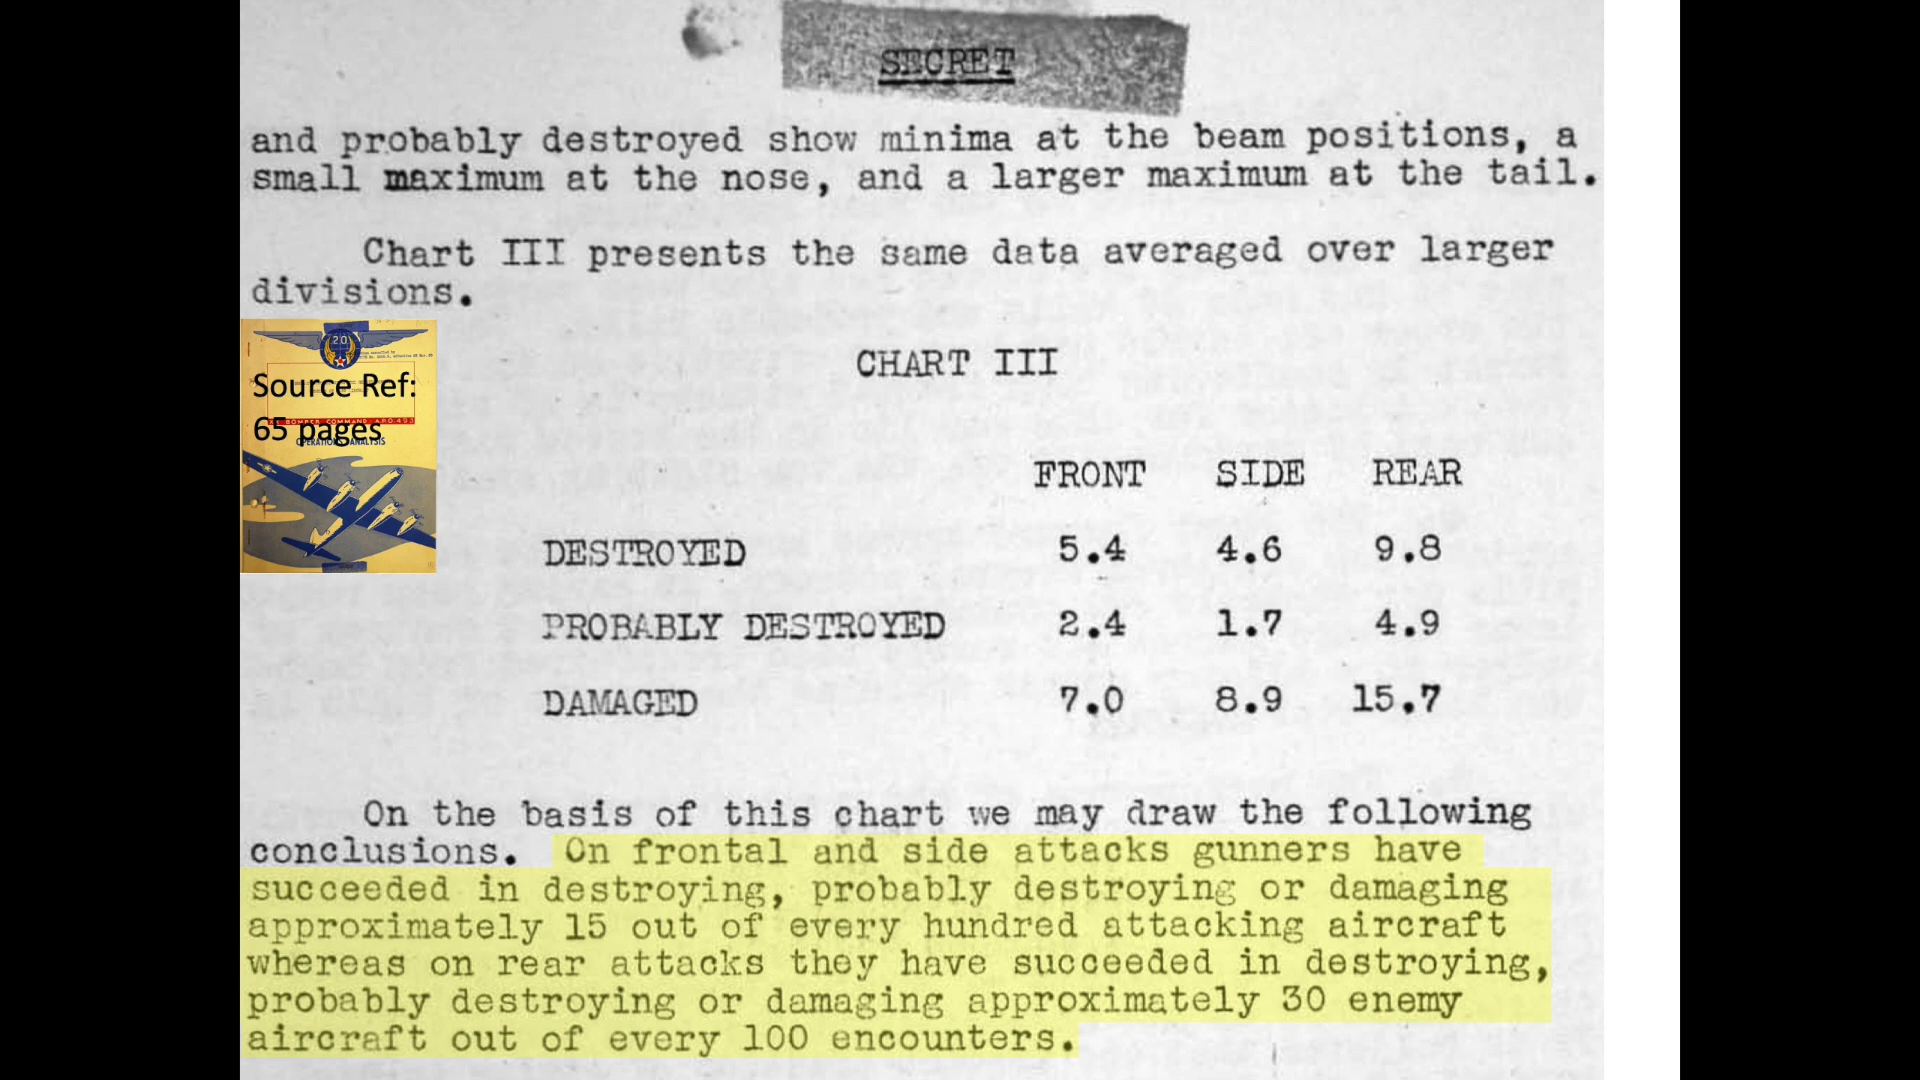 SECRET
and probably destroyed show minima at the beam positions, a
small maximum at the nose, and a larger maximum at the tail.
Chart III presents the same data averaged over larger
divisions.
20
Source Ref:
65 pages
BOMBER COMMAND A.P.O. 493
OPERATIONS ANALYSIS
CHART III
FRONT SIDE REAR
DESTROYED 5.4 4.6 9.8
PROBABLY DESTROYED 2.4 1.7 4.9
DAMAGED 7.0 8.9 15.7
On the basis of this chart we may draw the following
conclusions. On frontal and side attacks gunners have
succeeded in destroying, probably destroying or damaging
approximately 15 out of every hundred attacking aircraft
whereas on rear attacks they have succeeded in destroying,
probably destroying or damaging approximately 30 enemy
aircraft out of every 100 encounters.